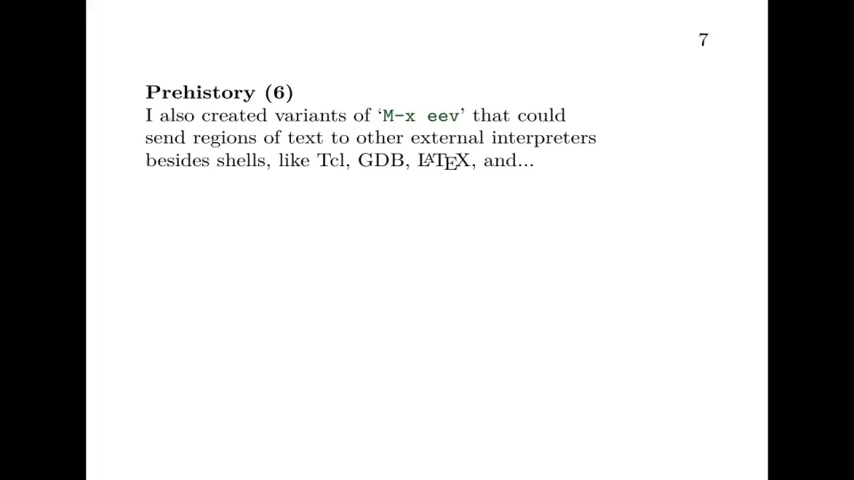 7
Prehistory (6)
I also created variants of ‘M-x eev’ that could
send regions of text to other external interpreters
besides shells, like Tcl, GDB, LATEX, and...